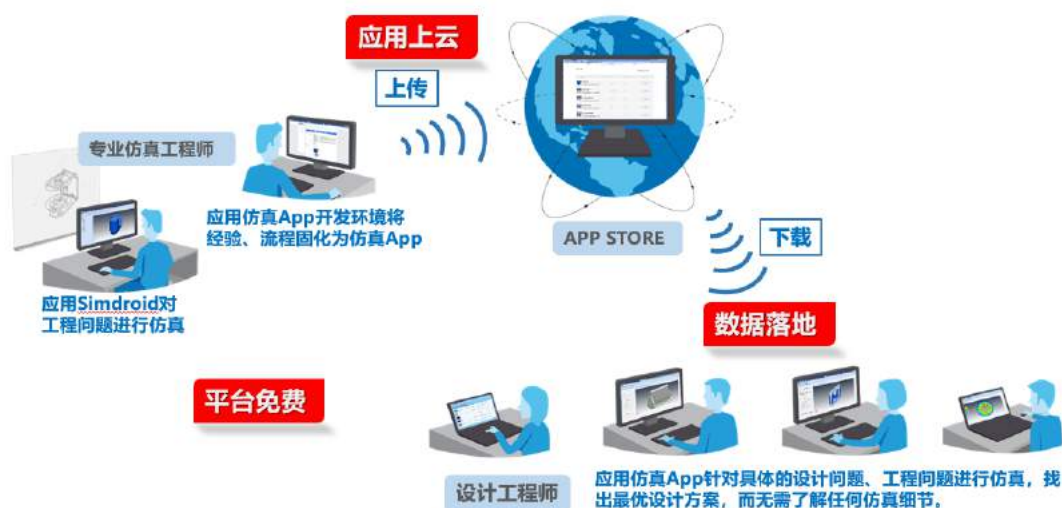 应用上云
上传
专业仿真工程师
应用仿真App开发环境将
经验、流程固化为仿真App
APP STORE
下载
应用Simdroid对
工程问题进行仿真
数据落地
平台免费
设计工程师
应用仿真App针对具体的设计问题、工程问题进行仿真，找
出最优设计方案，而无需了解任何仿真细节。